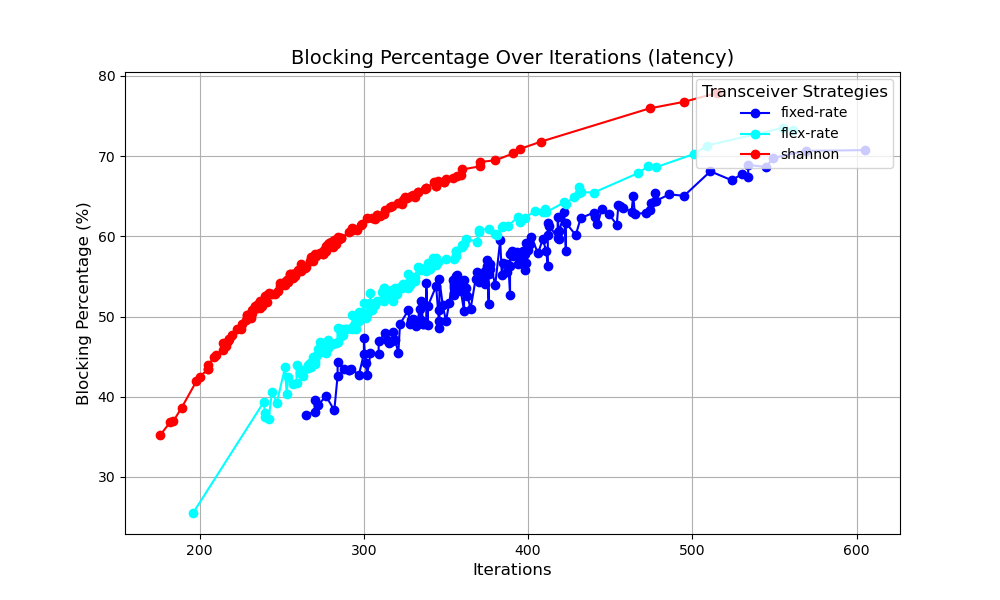 Blocking Percentage Over Iterations (latency)
Transceiver Strategies
fixed-rate
flex-rate
shannon
Blocking Percentage (%)
80
70
60
50
40
30
200 300 400 500 600
Iterations